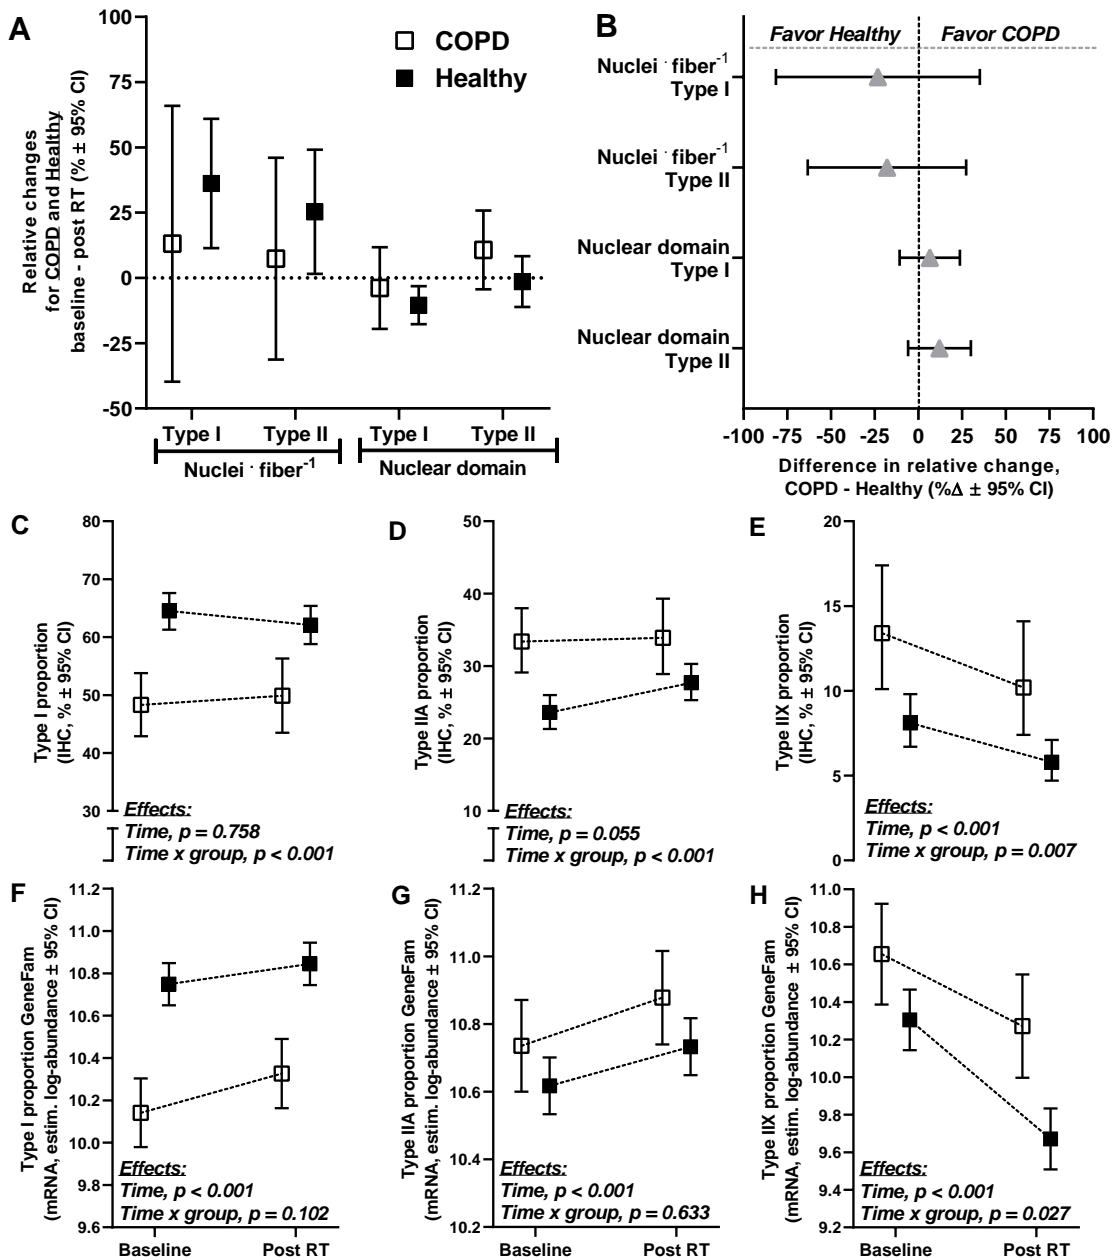 A
100
75
50
25
0
-25
-50
Relative changes
for COPD and Healthy
baseline - post RT (% ± 95% CI)
COPD
Healthy
Type I
Type II
Type I
Type II
Nuclei · fiber⁻¹
Nuclear domain
B
Favor Healthy
Favor COPD
Nuclei · fiber⁻¹
Type I
Nuclei · fiber⁻¹
Type II
Nuclear domain
Type I
Nuclear domain
Type II
-100 -75 -50 -25 0 25 50 75 100
Difference in relative change,
COPD - Healthy (%Δ ± 95% CI)
C
80
70
60
50
40
30
Type I proportion
(IHC, % ± 95% CI)
Effects:
Time, p = 0.758
Time x group, p < 0.001
D
50
40
30
20
10
Type IIA proportion
(IHC, % ± 95% CI)
Effects:
Time, p = 0.055
Time x group, p < 0.001
E
20
15
10
5
0
Type IIX proportion
(IHC, % ± 95% CI)
Effects:
Time, p < 0.001
Time x group, p = 0.007
F
11.2
11.0
10.8
10.6
10.4
10.2
10.0
9.8
9.6
Type I proportion GeneFam
(mRNA, estim. log-abundance ± 95% CI)
Effects:
Time, p < 0.001
Time x group, p = 0.102
Baseline
Post RT
G
11.2
11.0
10.8
10.6
10.4
10.2
Type IIA proportion GeneFam
(mRNA, estim. log-abundance ± 95% CI)
Effects:
Time, p < 0.001
Time x group, p = 0.633
Baseline
Post RT
H
11.0
10.8
10.6
10.4
10.2
10.0
9.8
9.6
9.4
9.2
Type IIX proportion GeneFam
(mRNA, estim. log-abundance ± 95% CI)
Effects:
Time, p < 0.001
Time x group, p = 0.027
Baseline
Post RT